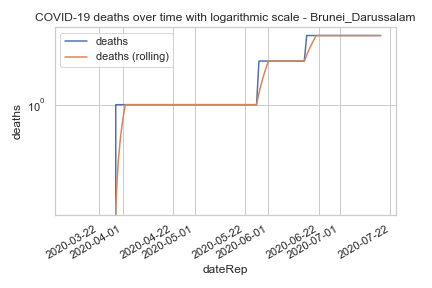 COVID-19 deaths over time with logarithmic scale - Brunei_Darussalam
deaths
deaths (rolling)
deaths
10⁰
2020-03-22
2020-04-01
2020-04-22
2020-05-01
2020-05-22
2020-06-01
2020-06-22
2020-07-01
2020-07-22
dateRep